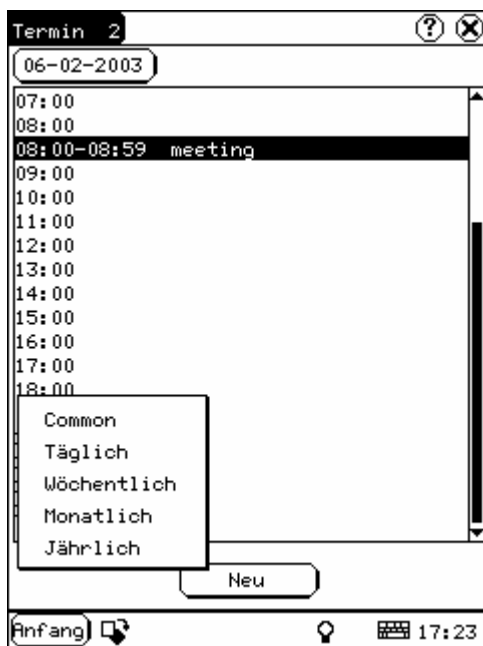 Termin 2
06-02-2003
07:00
08:00
08:00-08:59 meeting
09:00
10:00
11:00
12:00
13:00
14:00
15:00
16:00
17:00
18:00
Common
Täglich
Wöchentlich
Monatlich
Jährlich
Neu
Anfang 17:23